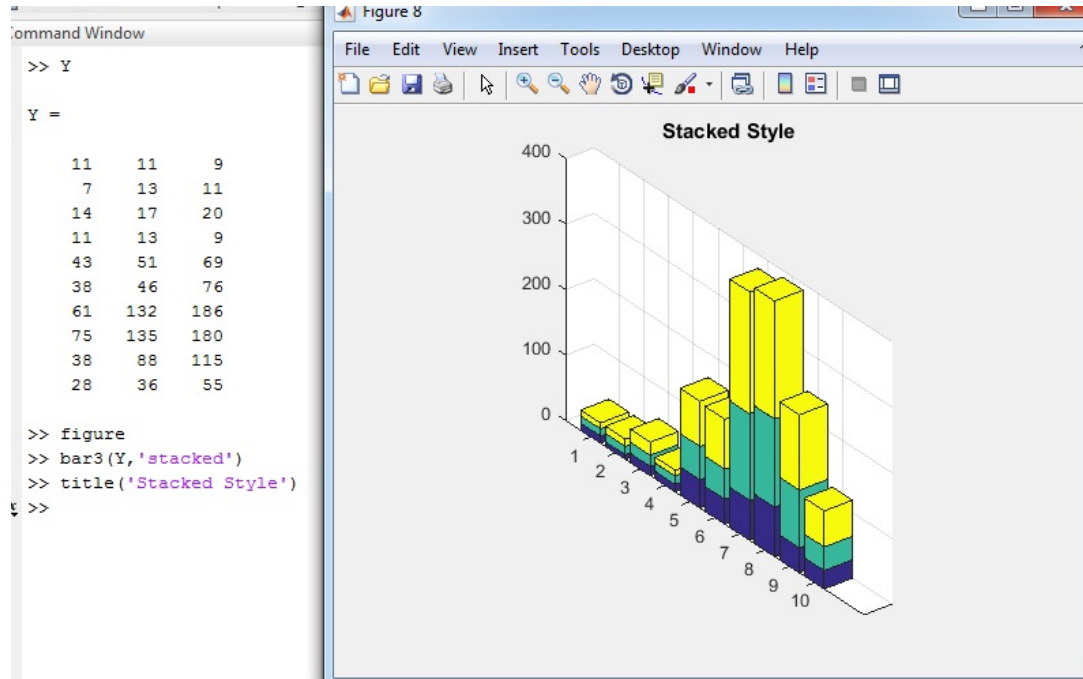 Command Window
>> Y
Y =
11 11 9
7 13 11
14 17 20
11 13 9
43 51 69
38 46 76
61 132 186
75 135 180
38 88 115
28 36 55
>> figure
>> bar3(Y,'stacked')
>> title('Stacked Style')
>>
Figure 8
File Edit View Insert Tools Desktop Window Help
Stacked Style
400
300
200
100
0
1
2
3
4
5
6
7
8
9
10